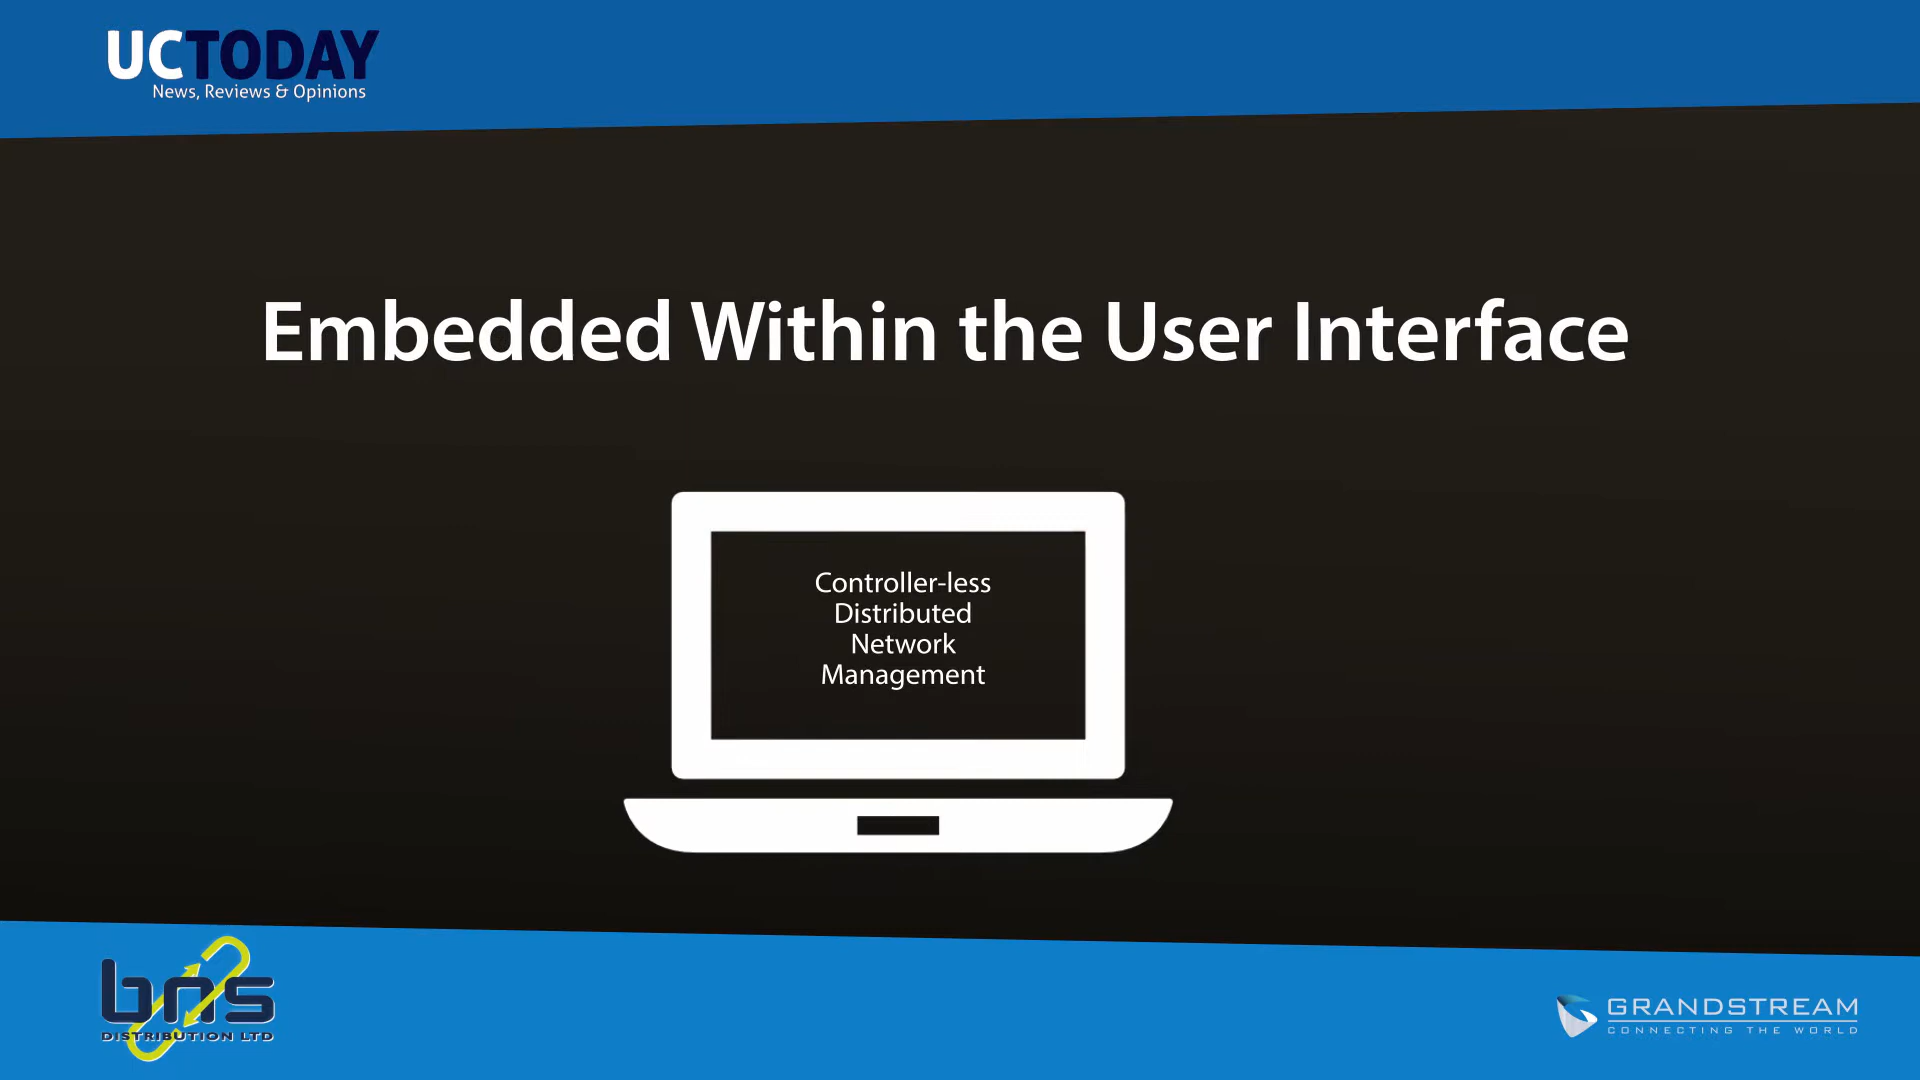 UCTODAY
News, Reviews & Opinions
Embedded Within the User Interface
Controller-less
Distributed
Network
Management
bns
DISTRIBUTION LTD
GRANDSTREAM
CONNECTING THE WORLD